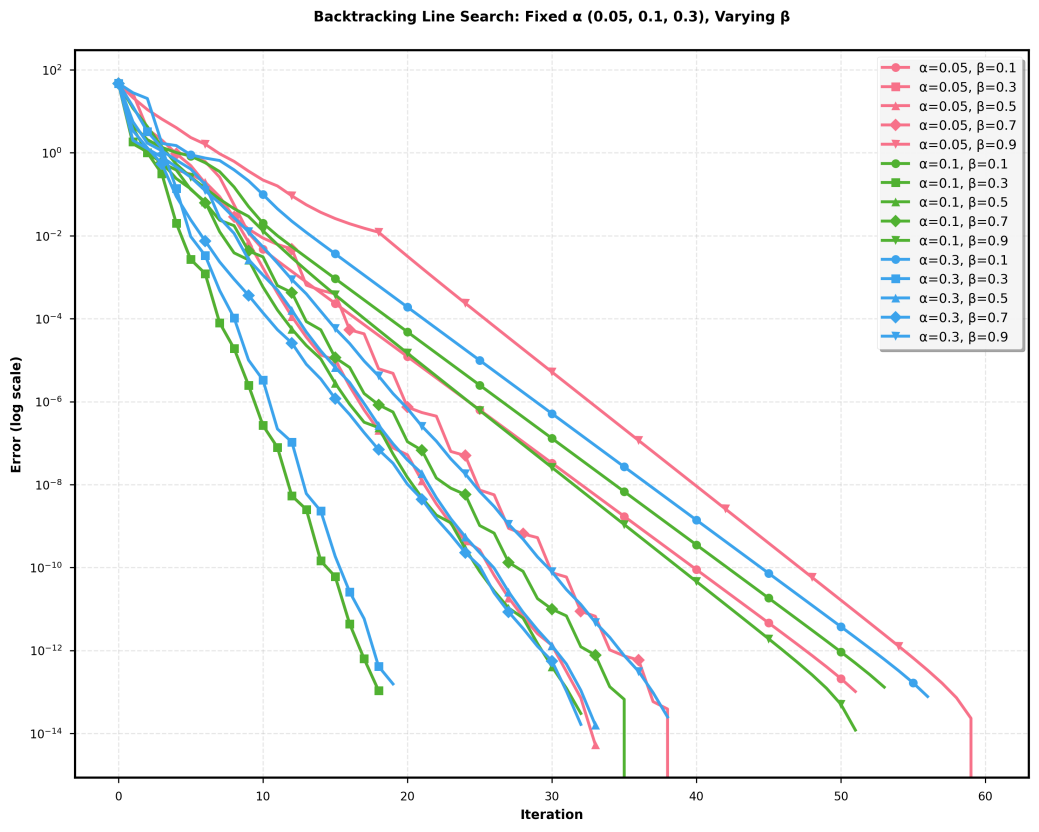 Backtracking Line Search: Fixed α (0.05, 0.1, 0.3), Varying β
α=0.05, β=0.1
α=0.05, β=0.3
α=0.05, β=0.5
α=0.05, β=0.7
α=0.05, β=0.9
α=0.1, β=0.1
α=0.1, β=0.3
α=0.1, β=0.5
α=0.1, β=0.7
α=0.1, β=0.9
α=0.3, β=0.1
α=0.3, β=0.3
α=0.3, β=0.5
α=0.3, β=0.7
α=0.3, β=0.9
Error (log scale)
10²
10⁰
10⁻²
10⁻⁴
10⁻⁶
10⁻⁸
10⁻¹⁰
10⁻¹²
10⁻¹⁴
0 10 20 30 40 50 60
Iteration